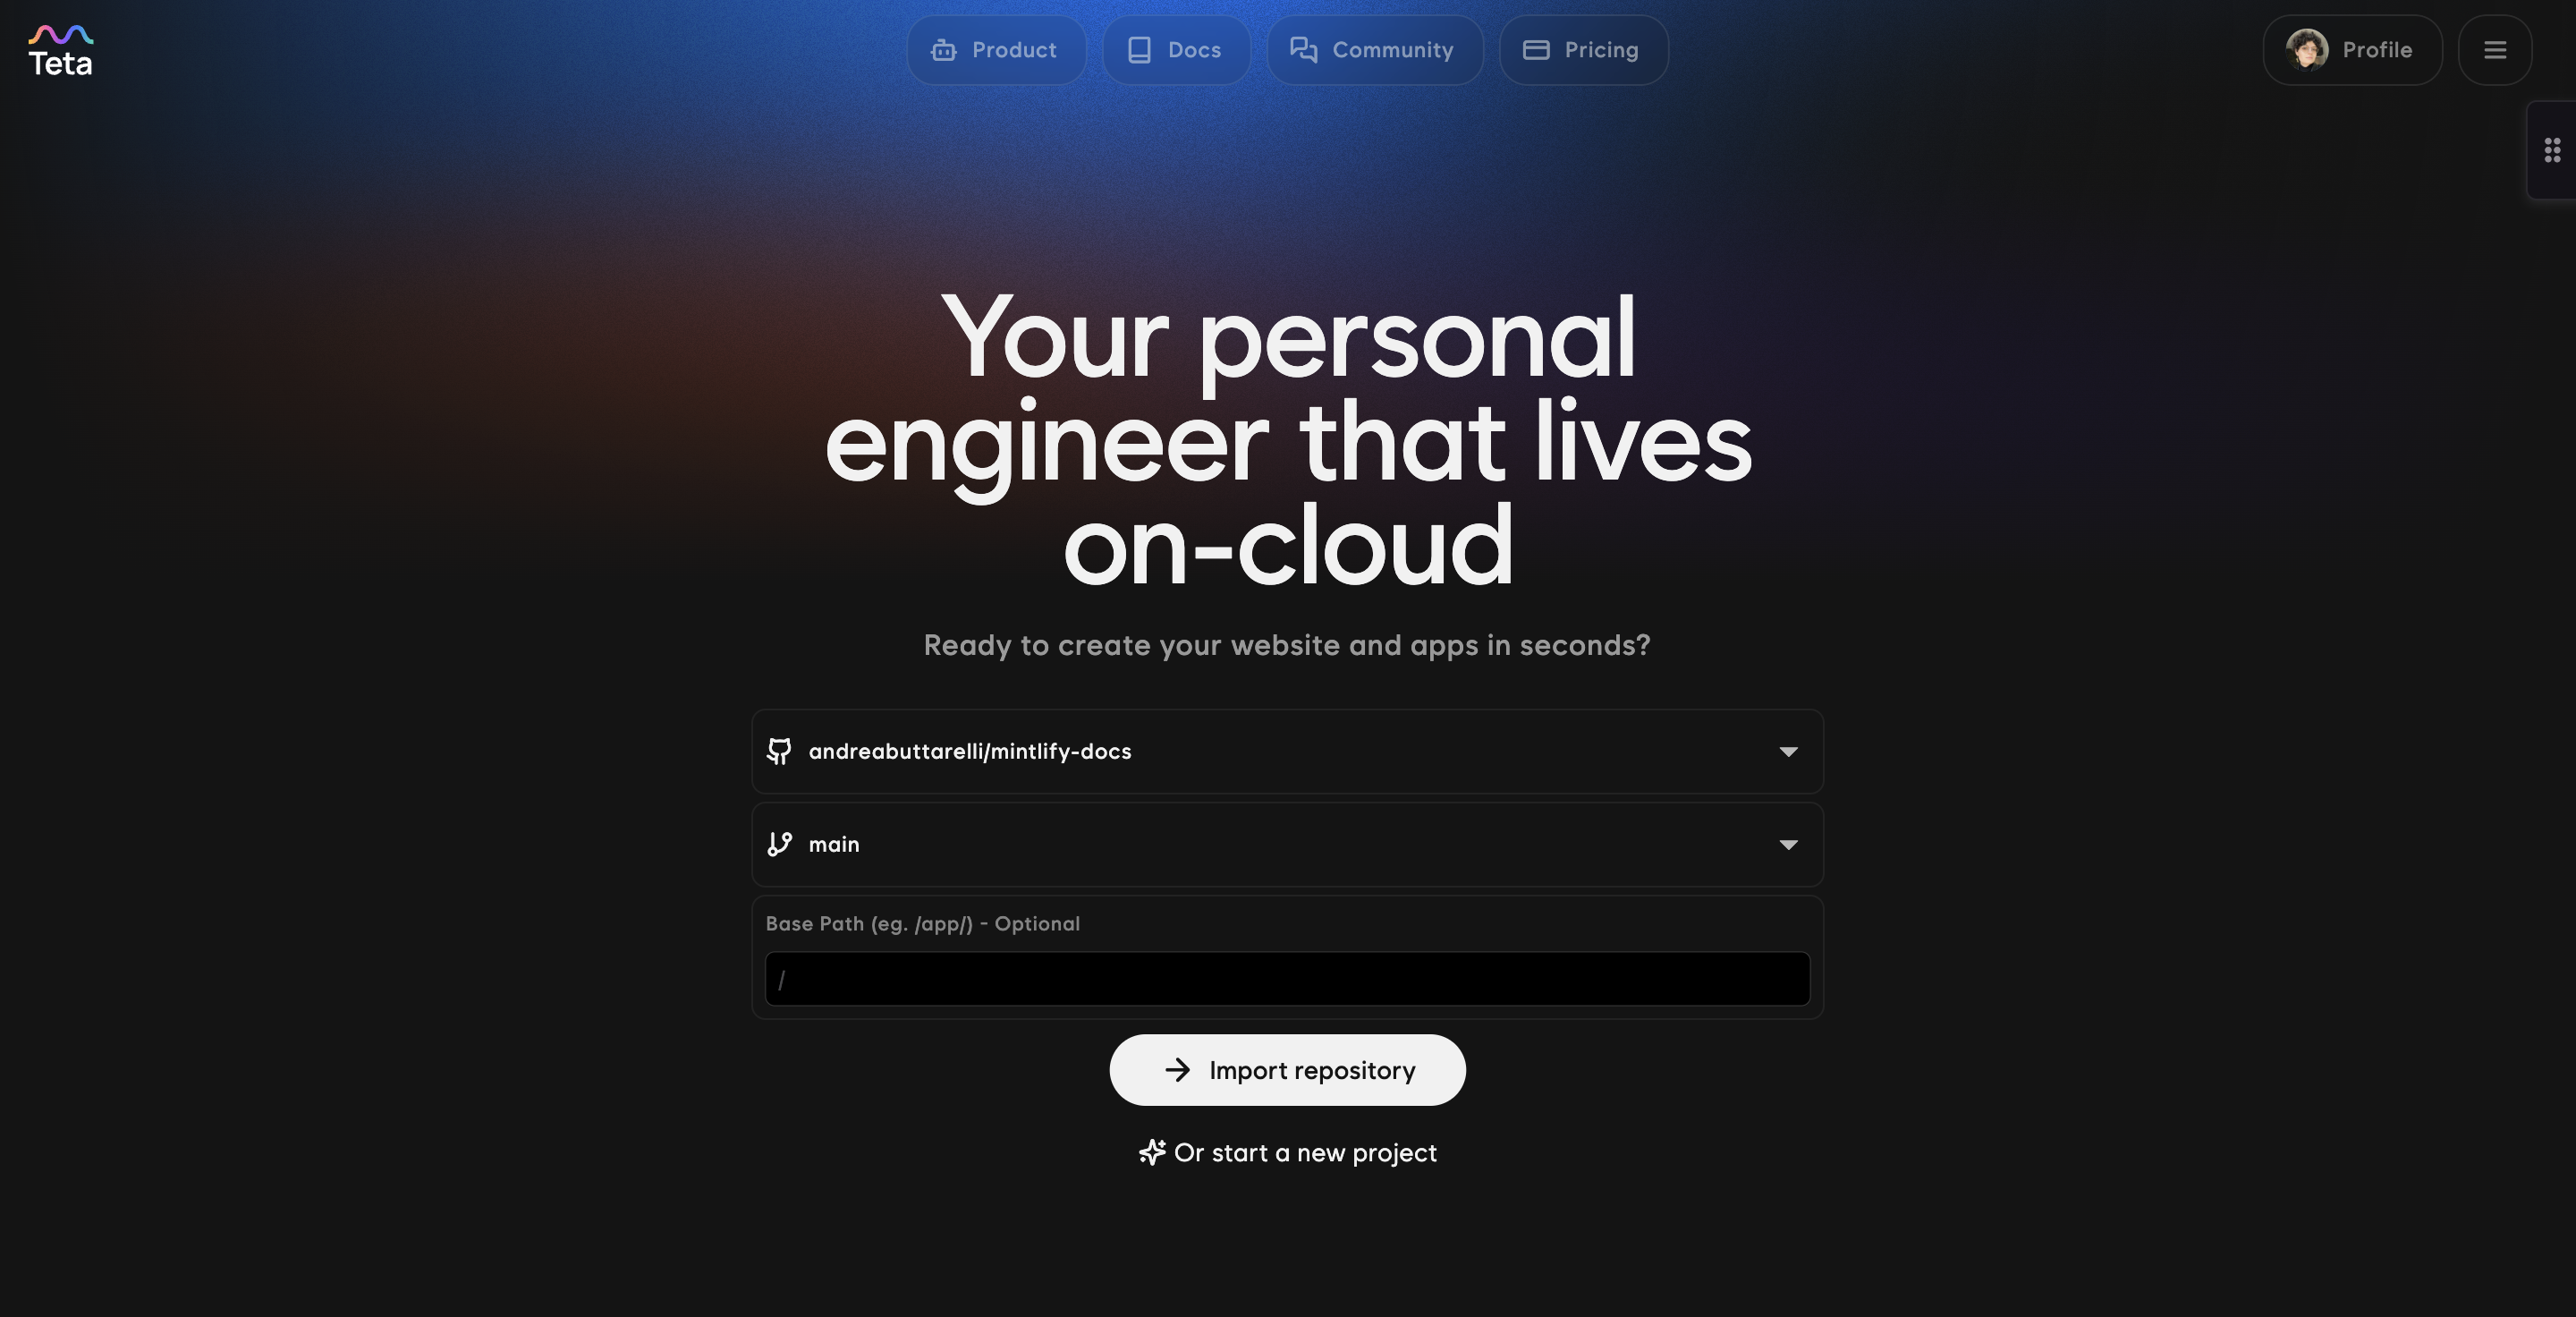 Teta
Product
Docs
Community
Pricing
Profile
Your personal
engineer that lives
on-cloud
Ready to create your website and apps in seconds?
andreabuttarelli/mintlify-docs
main
Base Path (eg. /app/) - Optional
/
Import repository
Or start a new project